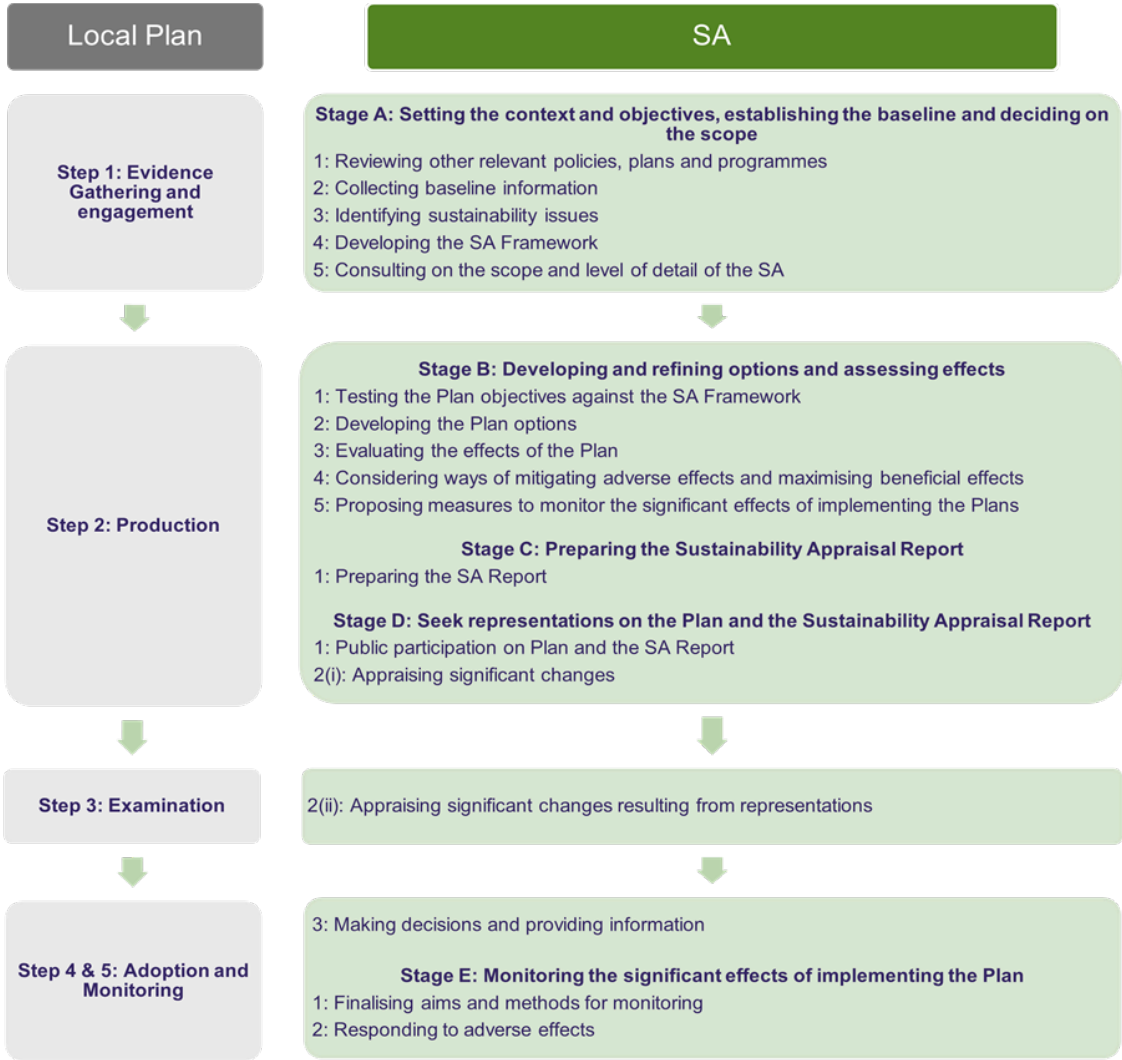 Local Plan
SA
Step 1: Evidence
Gathering and
engagement
Stage A: Setting the context and objectives, establishing the baseline and deciding on
the scope
1: Reviewing other relevant policies, plans and programmes
2: Collecting baseline information
3: Identifying sustainability issues
4: Developing the SA Framework
5: Consulting on the scope and level of detail of the SA
Step 2: Production
Stage B: Developing and refining options and assessing effects
1: Testing the Plan objectives against the SA Framework
2: Developing the Plan options
3: Evaluating the effects of the Plan
4: Considering ways of mitigating adverse effects and maximising beneficial effects
5: Proposing measures to monitor the significant effects of implementing the Plans
Stage C: Preparing the Sustainability Appraisal Report
1: Preparing the SA Report
Stage D: Seek representations on the Plan and the Sustainability Appraisal Report
1: Public participation on Plan and the SA Report
2(i): Appraising significant changes
Step 3: Examination
2(ii): Appraising significant changes resulting from representations
Step 4 & 5: Adoption and
Monitoring
3: Making decisions and providing information
Stage E: Monitoring the significant effects of implementing the Plan
1: Finalising aims and methods for monitoring
2: Responding to adverse effects